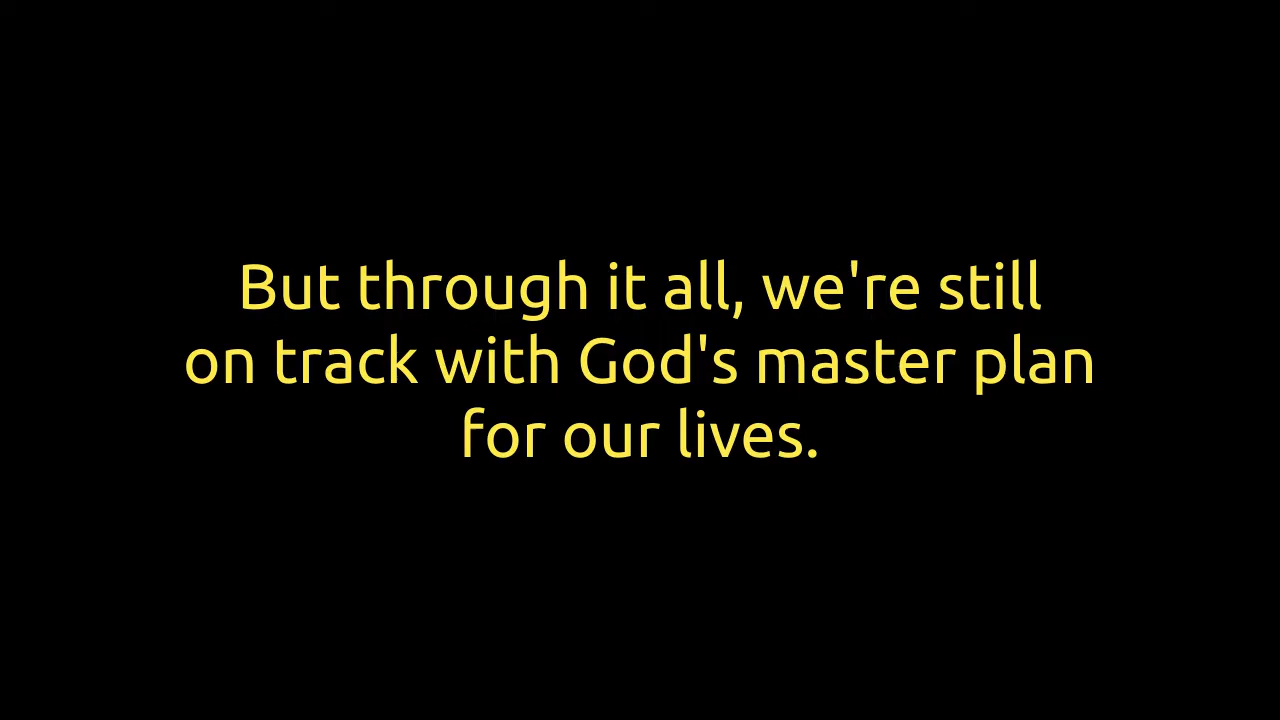 But through it all, we're still
on track with God's master plan
for our lives.